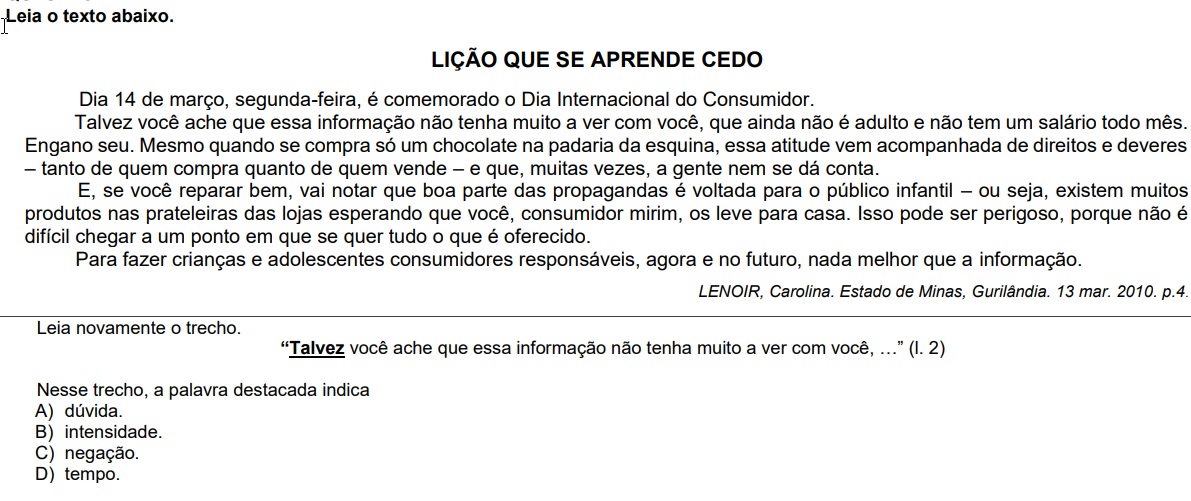 Leia o texto abaixo.
LIÇÃO QUE SE APRENDE CEDO
Dia 14 de março, segunda-feira, é comemorado o Dia Internacional do Consumidor.
Talvez você ache que essa informação não tenha muito a ver com você, que ainda não é adulto e não tem um salário todo mês.
Engano seu. Mesmo quando se compra só um chocolate na padaria da esquina, essa atitude vem acompanhada de direitos e deveres
– tanto de quem compra quanto de quem vende – e que, muitas vezes, a gente nem se dá conta.
E, se você reparar bem, vai notar que boa parte das propagandas é voltada para o público infantil – ou seja, existem muitos
produtos nas prateleiras das lojas esperando que você, consumidor mirim, os leve para casa. Isso pode ser perigoso, porque não é
difícil chegar a um ponto em que se quer tudo o que é oferecido.
Para fazer crianças e adolescentes consumidores responsáveis, agora e no futuro, nada melhor que a informação.
LENOIR, Carolina. Estado de Minas, Gurilândia. 13 mar. 2010. p.4.
Leia novamente o trecho.
“Talvez você ache que essa informação não tenha muito a ver com você, …” (l. 2)
Nesse trecho, a palavra destacada indica
A) dúvida.
B) intensidade.
C) negação.
D) tempo.